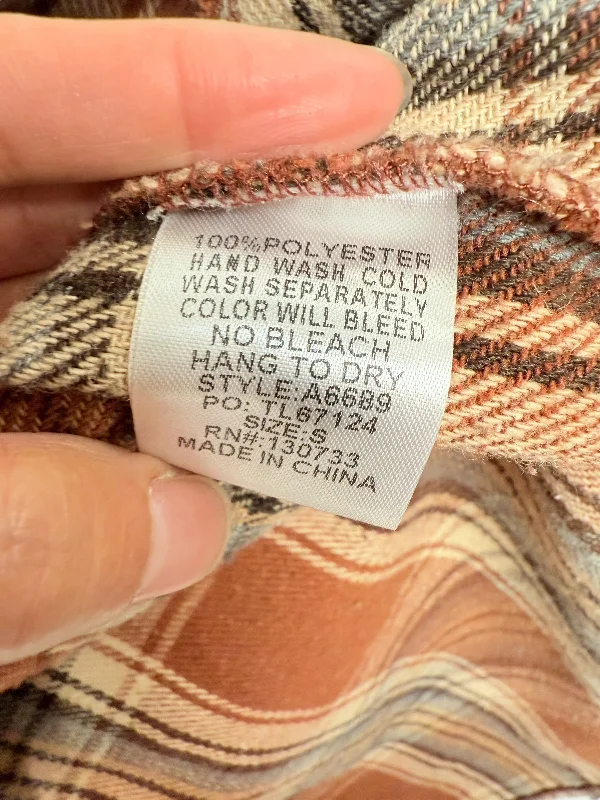 100%POLYESTER
HAND WASH COLD
WASH SEPARATELY
COLOR WILL BLEED
NO BLEACH
HANG TO DRY
STYLE:A6689
PO: TL67124
SIZE:S
RN#:130733
MADE IN CHINA